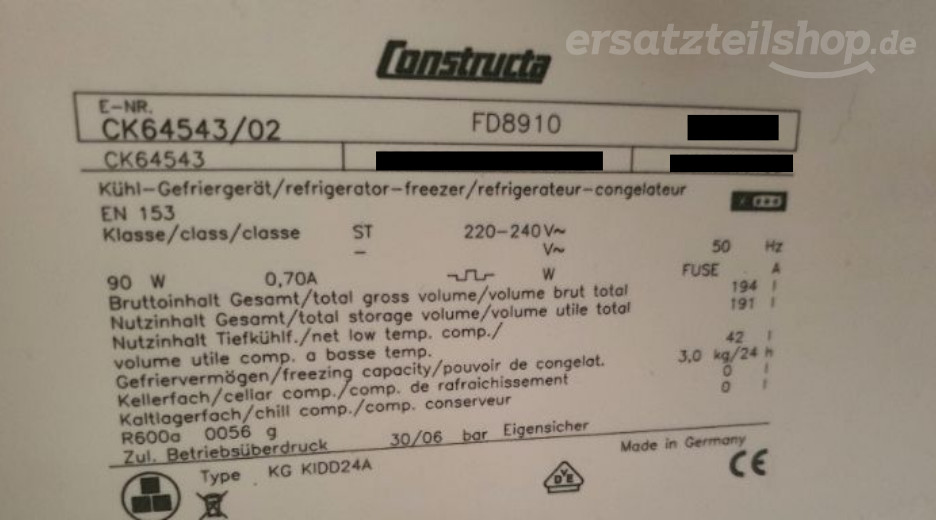 ersatzteilshop.de
Constructa
E-NR.
CK64543/02 FD8910
CK64543
Kühl-Gefriergerät/refrigerator-freezer/refrigerateur-congelateur
EN 153
Klasse/class/classe ST 220-240 V~ 50 Hz
- V~
90 W 0,70A W FUSE A
Bruttoinhalt Gesamt/total gross volume/volume brut total 194 l
Nutzinhalt Gesamt/total storage volume/volume utile total 191 l
Nutzinhalt Tiefkühlf./net low temp. comp./
volume utile comp. a basse temp. 42 l
Gefriervermögen/freezing capacity/pouvoir de congelat. 3,0 kg/24 h
Kellerfach/cellar comp./comp. de rafraichissement 0 l
Kaltlagerfach/chill comp./comp. conserveur 0 l
R600a 0056 g
Zul. Betriebsüberdruck 30/06 bar Eigensicher
Made in Germany
Type KG KIDD24A
DVE
CE